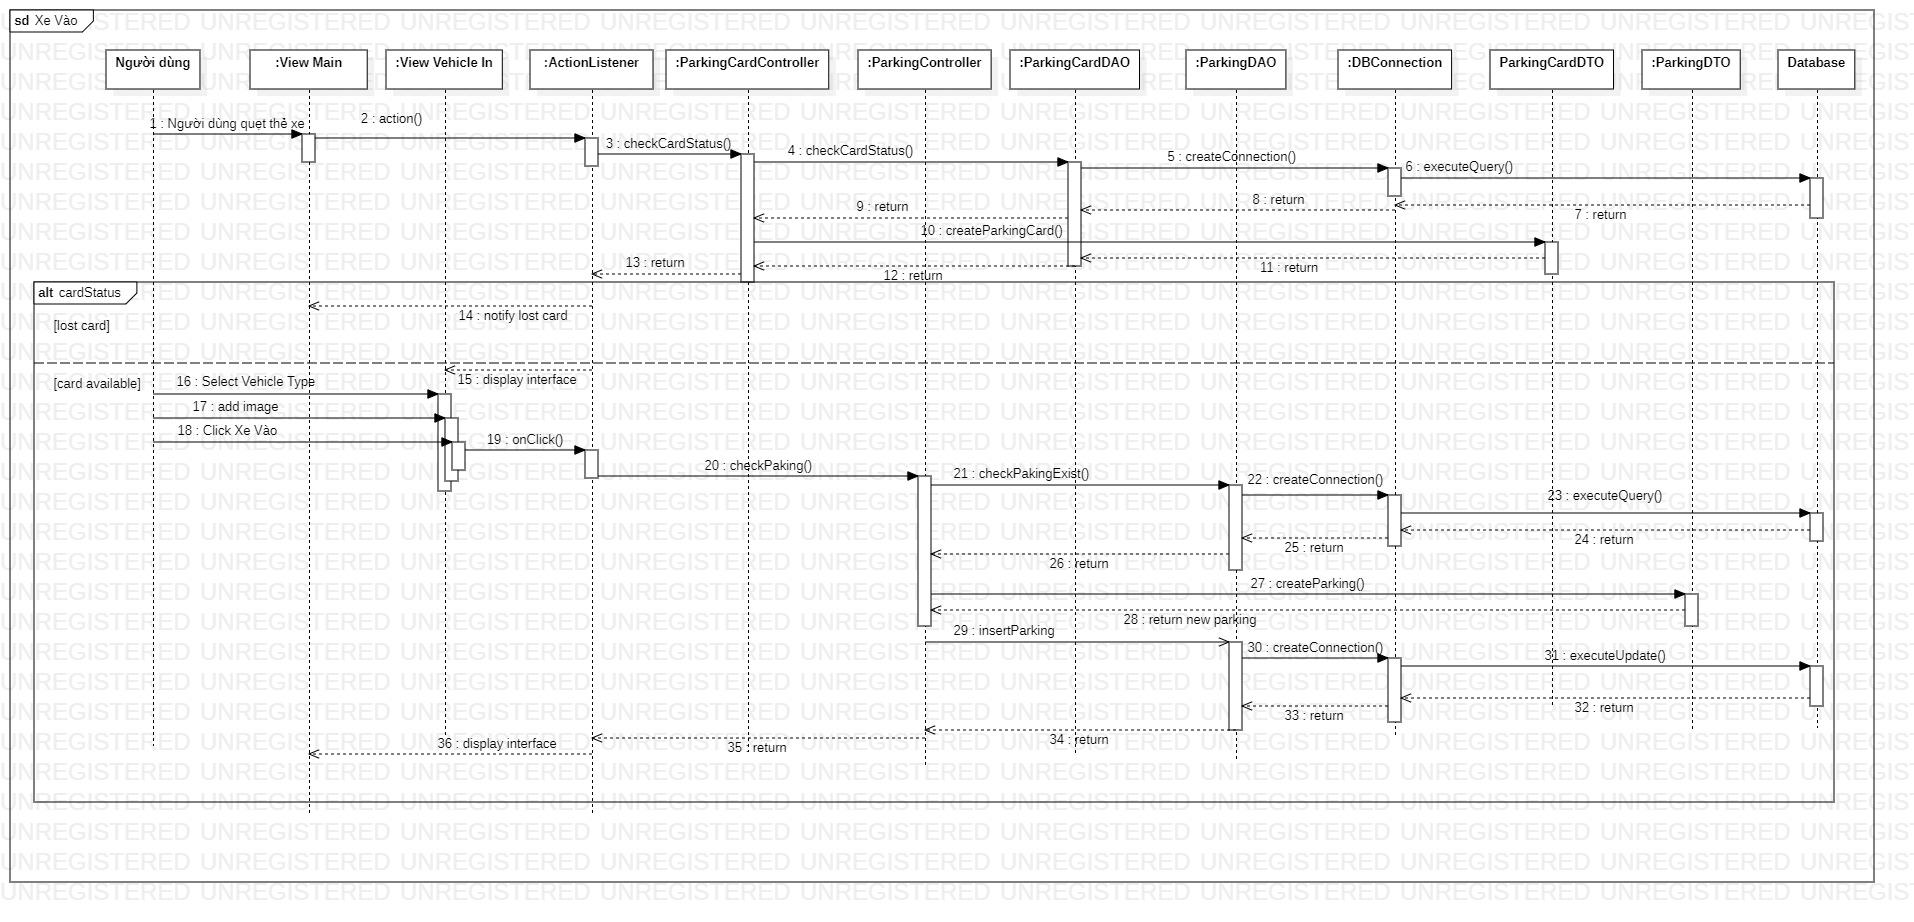 sd Xe Vào
Người dùng
:View Main
:View Vehicle In
:ActionListener
:ParkingCardController
:ParkingController
:ParkingCardDAO
:ParkingDAO
:DBConnection
ParkingCardDTO
:ParkingDTO
Database
1 : Người dùng quẹt thẻ xe
2 : action()
3 : checkCardStatus()
4 : checkCardStatus()
5 : createConnection()
6 : executeQuery()
7 : return
8 : return
9 : return
10 : createParkingCard()
11 : return
12 : return
13 : return
alt cardStatus
14 : notify lost card
[lost card]
15 : display interface
[card available]
16 : Select Vehicle Type
17 : add image
18 : Click Xe Vào
19 : onClick()
20 : checkPaking()
21 : checkPakingExist()
22 : createConnection()
23 : executeQuery()
24 : return
25 : return
26 : return
27 : createParking()
28 : return new parking
29 : insertParking
30 : createConnection()
31 : executeUpdate()
32 : return
33 : return
34 : return
35 : return
36 : display interface
UNREGISTERED